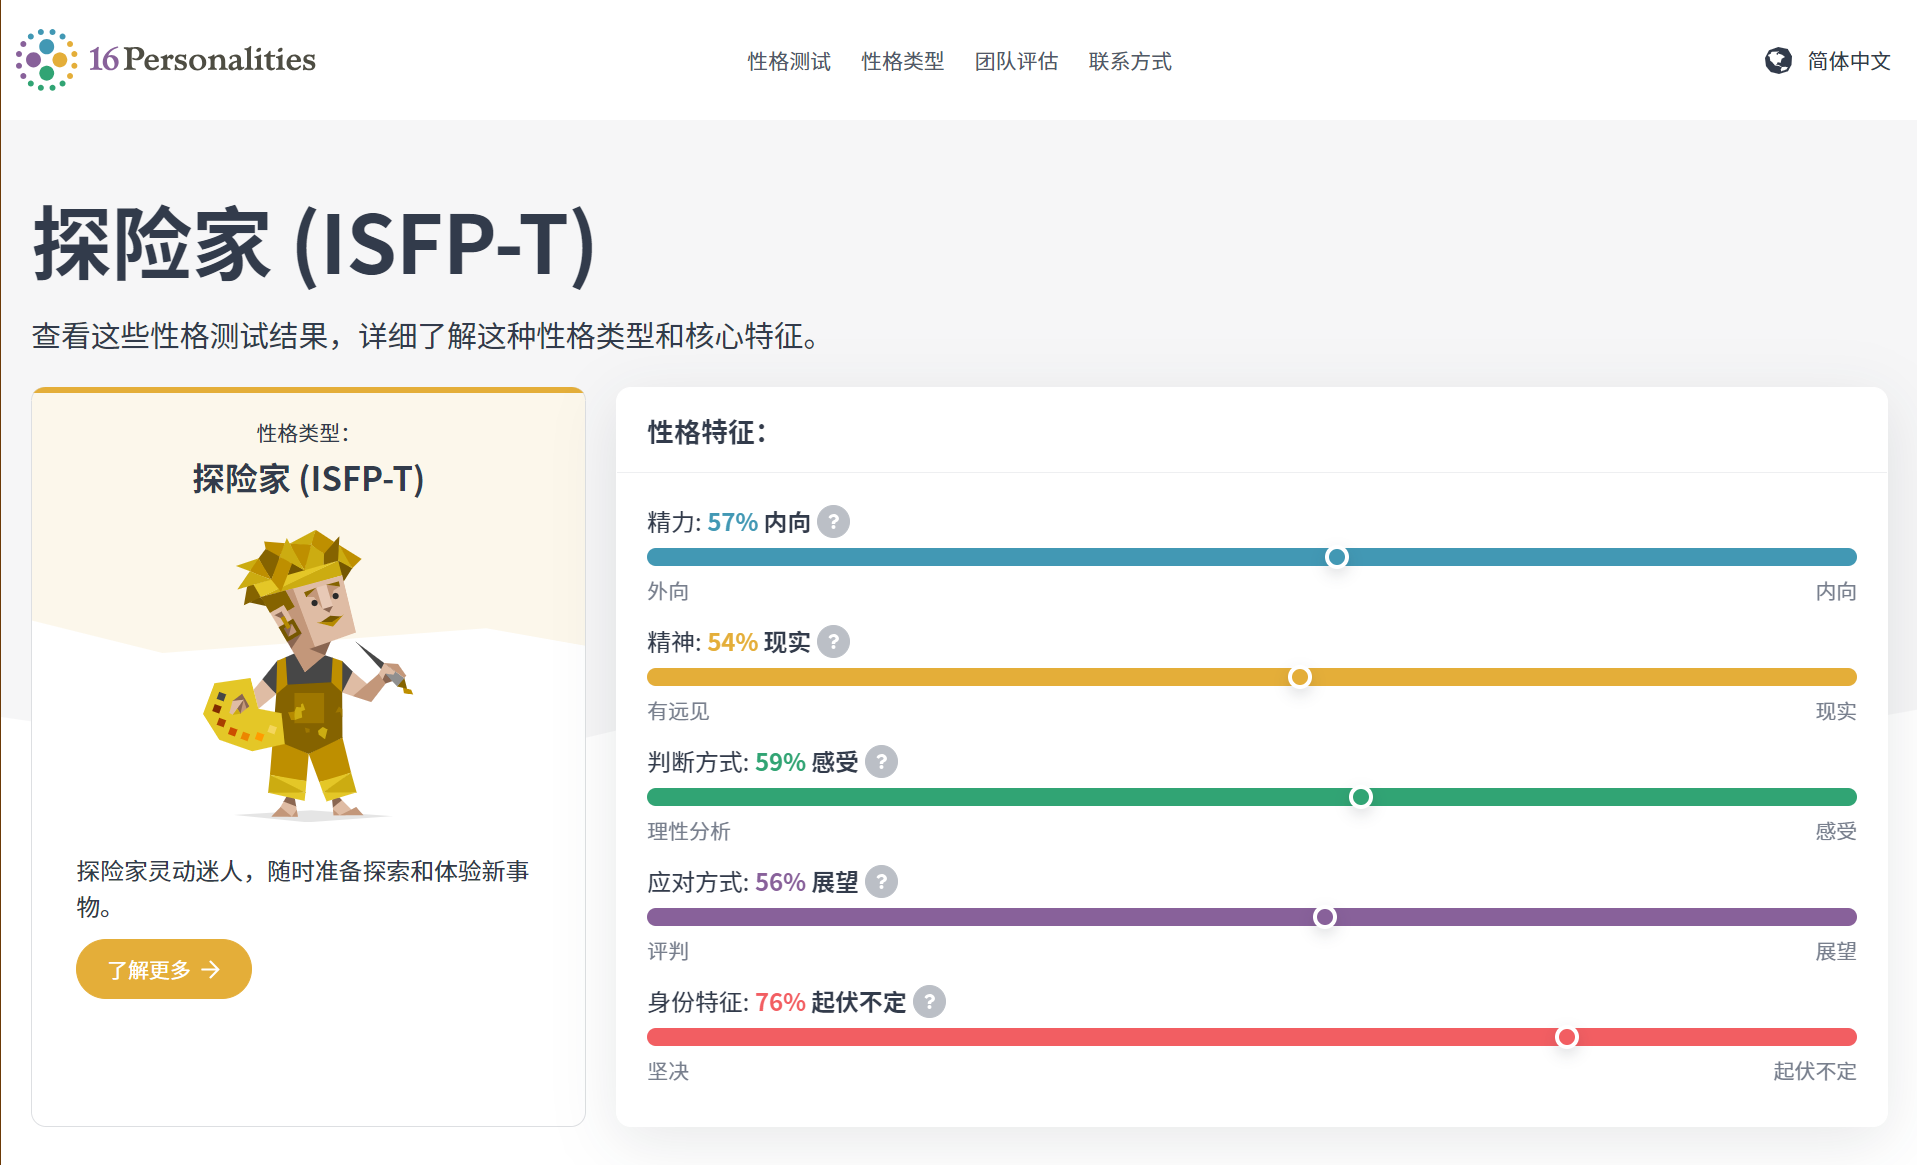 16Personalities
性格测试 性格类型 团队评估 联系方式
简体中文
探险家 (ISFP-T)
查看这些性格测试结果，详细了解这种性格类型和核心特征。
性格类型：
探险家 (ISFP-T)
探险家灵动迷人，随时准备探索和体验新事
物。
了解更多 →
性格特征：
精力: 57% 内向 ?
外向 内向
精神: 54% 现实 ?
有远见 现实
判断方式: 59% 感受 ?
理性分析 感受
应对方式: 56% 展望 ?
评判 展望
身份特征: 76% 起伏不定 ?
坚决 起伏不定